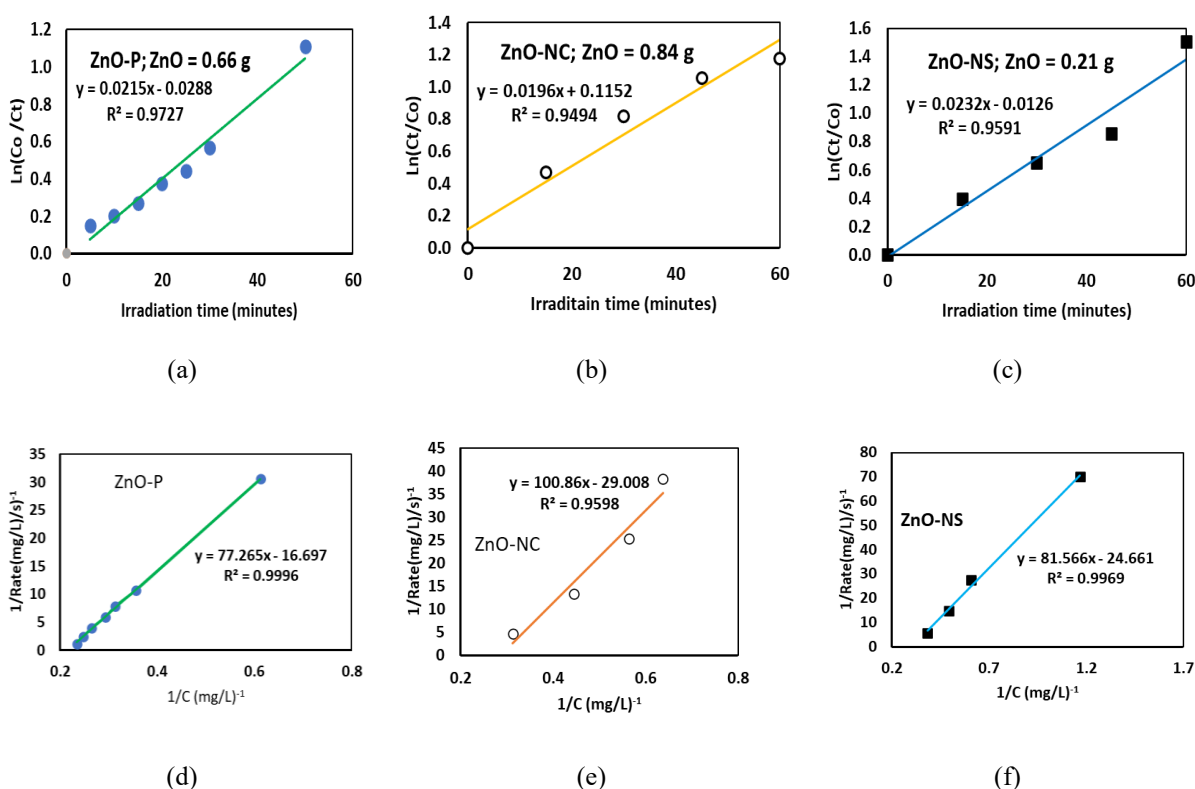 ZnO-P; ZnO = 0.66 g
y = 0.0215x - 0.0288
R² = 0.9727
Ln(Co /Ct)
1.2
1.0
0.8
0.6
0.4
0.2
0.0
0 20 40 60
Irradiation time (minutes)
(a)
ZnO-NC; ZnO = 0.84 g
y = 0.0196x + 0.1152
R² = 0.9494
Ln(Ct/Co)
1.4
1.2
1.0
0.8
0.6
0.4
0.2
0.0
0 20 40 60
Irraditain time (minutes)
(b)
ZnO-NS; ZnO = 0.21 g
y = 0.0232x - 0.0126
R² = 0.9591
Ln(Ct/Co)
1.6
1.4
1.2
1.0
0.8
0.6
0.4
0.2
0.0
0 20 40 60
Irradiation time (minutes)
(c)
ZnO-P
y = 77.265x - 16.697
R² = 0.9996
1/Rate(mg/L)/s)⁻¹
35
30
25
20
15
10
5
0
0.2 0.4 0.6 0.8
1/C (mg/L)⁻¹
(d)
y = 100.86x - 29.008
R² = 0.9598
ZnO-NC
1/Rate(mg/L)/s)⁻¹
45
40
35
30
25
20
15
10
5
0
0.2 0.4 0.6 0.8
1/C (mg/L)⁻¹
(e)
ZnO-NS
y = 81.566x - 24.661
R² = 0.9969
1/Rate(mg/L)/s)⁻¹
80
70
60
50
40
30
20
10
0
0.2 0.7 1.2 1.7
1/C (mg/L)⁻¹
(f)